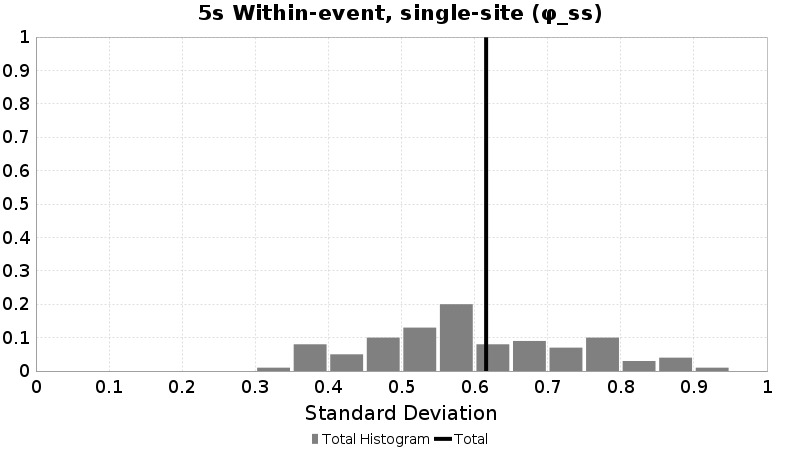 5s Within-event, single-site (φ_ss)
1
0.9
0.8
0.7
0.6
0.5
0.4
0.3
0.2
0.1
0
0 0.1 0.2 0.3 0.4 0.5 0.6 0.7 0.8 0.9 1
Standard Deviation
Total Histogram Total